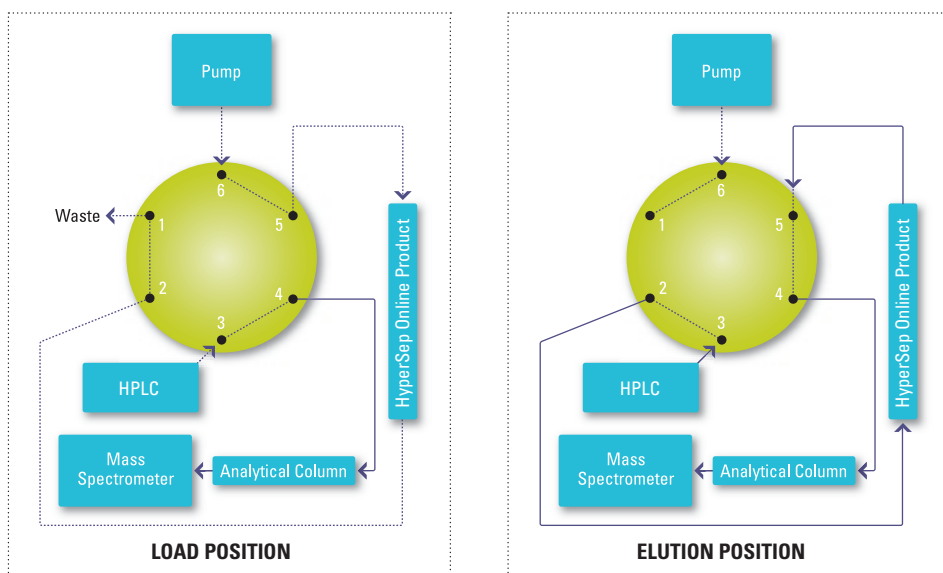 Pump
6
Waste
1
5
2
4
3
HyperSep Online Product
HPLC
Mass
Spectrometer
Analytical Column
LOAD POSITION
Pump
6
1
5
2
4
3
HyperSep Online Product
HPLC
Mass
Spectrometer
Analytical Column
ELUTION POSITION